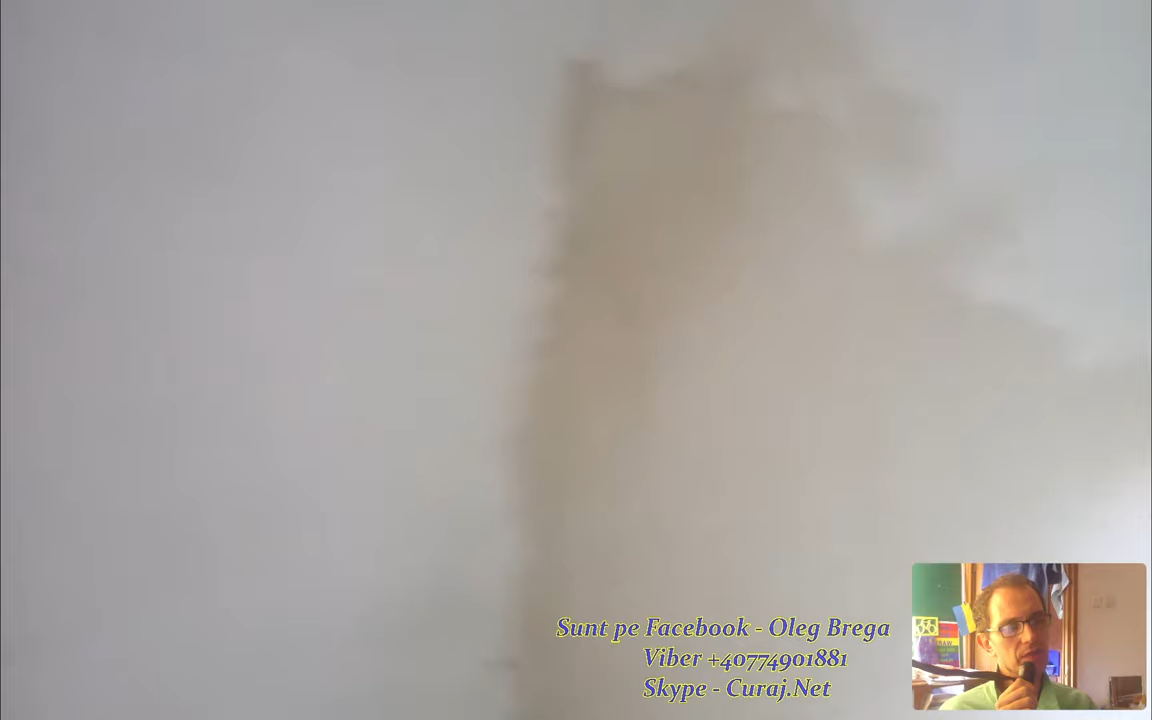 Sunt pe Facebook - Oleg Brega
Viber +40774901881
Skype - Curaj.Net